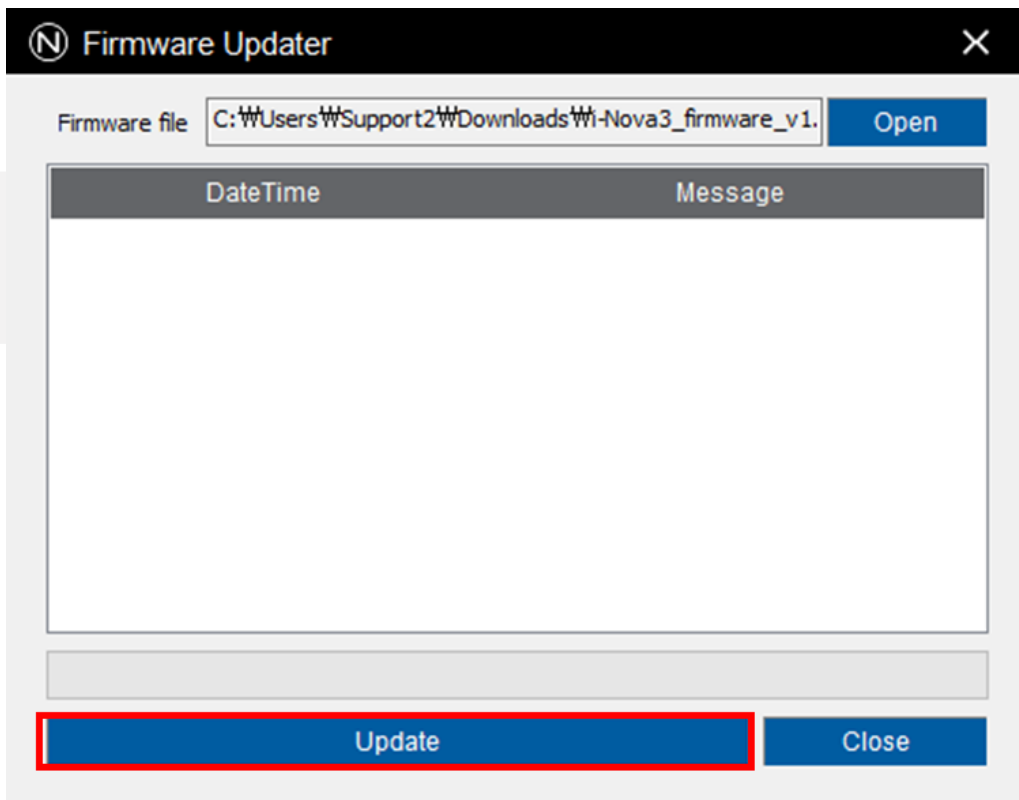 N Firmware Updater
Firmware file C:₩Users₩Support2₩Downloads₩i-Nova3_firmware_v1. Open
DateTime Message
Update Close